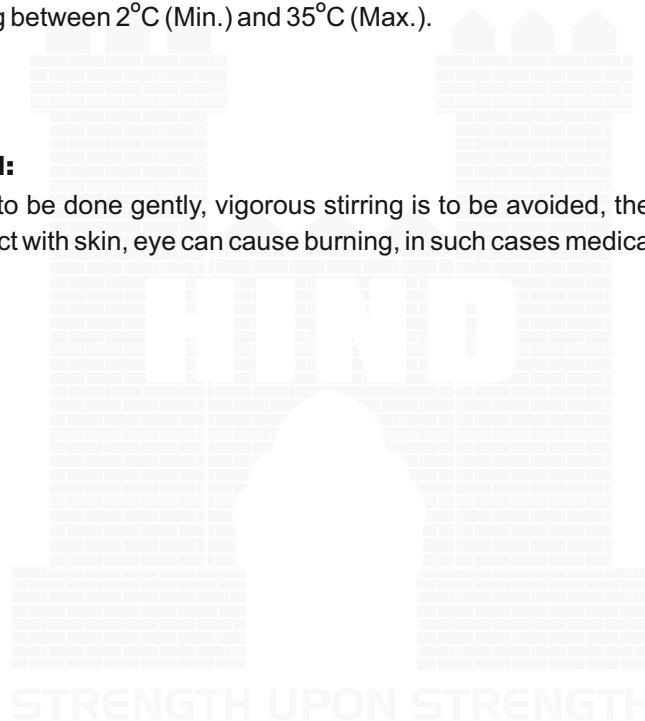 g between 2°C (Min.) and 35°C (Max.).
:
to be done gently, vigorous stirring is to be avoided, the
ct with skin, eye can cause burning, in such cases medica
HIND
STRENGTH UPON STRENGTH